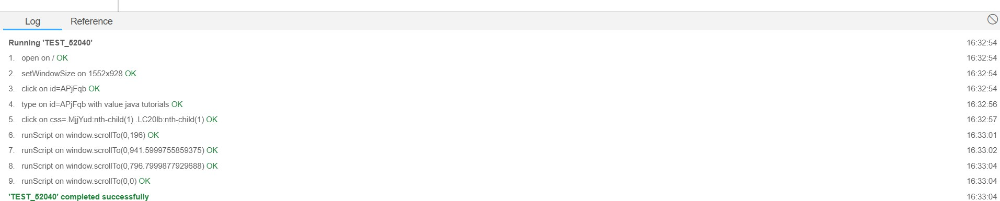 Log Reference
Running 'TEST_52040' 16:32:54
1. open on / OK 16:32:54
2. setWindowSize on 1552x928 OK 16:32:54
3. click on id=APjFqb OK 16:32:54
4. type on id=APjFqb with value java tutorials OK 16:32:56
5. click on css=.MjjYud:nth-child(1) .LC20lb:nth-child(1) OK 16:32:57
6. runScript on window.scrollTo(0,196) OK 16:33:01
7. runScript on window.scrollTo(0,941.5999755859375) OK 16:33:02
8. runScript on window.scrollTo(0,796.7999877929688) OK 16:33:04
9. runScript on window.scrollTo(0,0) OK 16:33:04
'TEST_52040' completed successfully 16:33:04